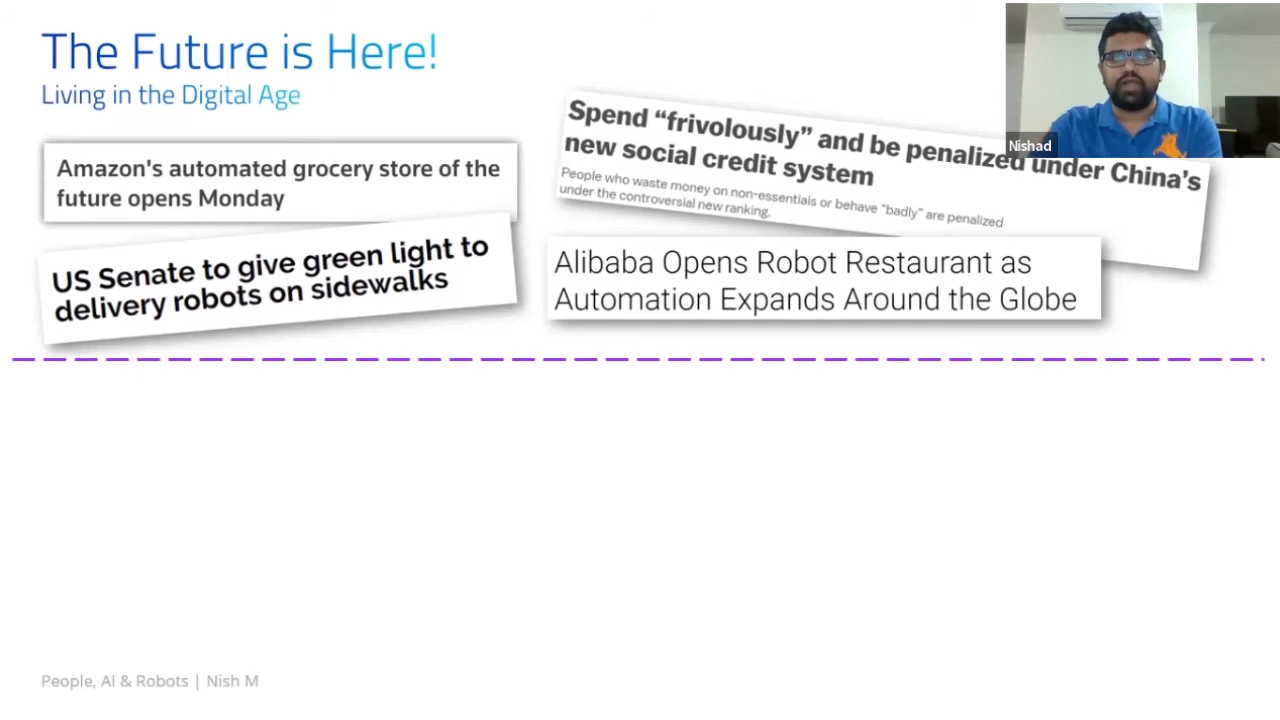 The Future is Here!
Living in the Digital Age
Amazon's automated grocery store of the
future opens Monday
US Senate to give green light to
delivery robots on sidewalks
Spend “frivolously” and be penalized under China’s
new social credit system
People who waste money on non-essentials or behave “badly” are penalized
under the controversial new ranking.
Alibaba Opens Robot Restaurant as
Automation Expands Around the Globe
Nishad
People, AI & Robots | Nish M